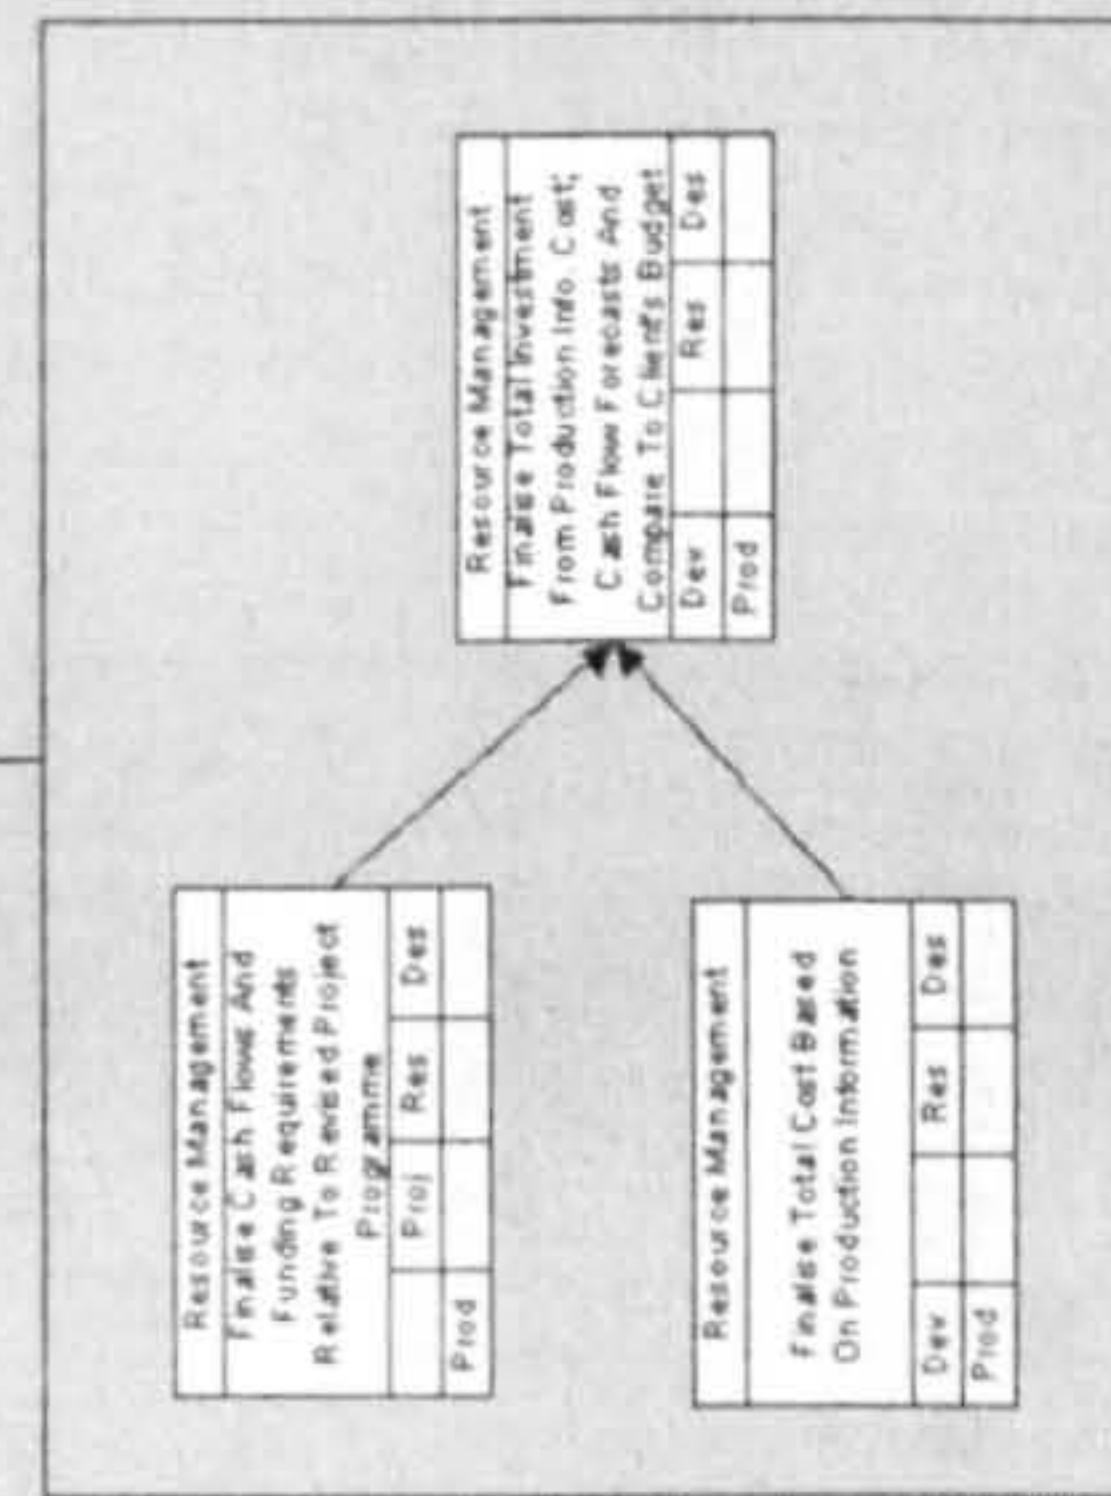 Resource Management
Finalise Cash Flows And
Funding Requirements
Relative To Revised Project
Programme
Proj Res Des
Prod
Resource Management
Finalise Total Cost Based
On Production Information
Dev Res Des
Prod
Resource Management
Finalise Total Investment
From Production Info. Cost;
Cash Flow Forecasts And
Compare To Client's Budget
Dev Res Des
Prod